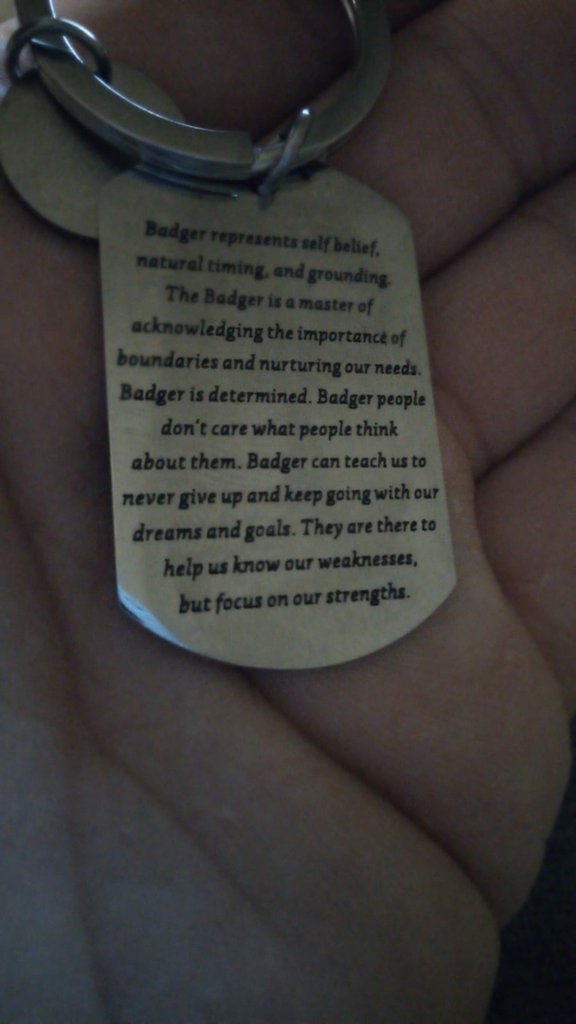 Badger represents self belief,
natural timing, and grounding.
The Badger is a master of
acknowledging the importance of
boundaries and nurturing our needs.
Badger is determined. Badger people
don't care what people think
about them. Badger can teach us to
never give up and keep going with our
dreams and goals. They are there to
help us know our weaknesses,
but focus on our strengths.